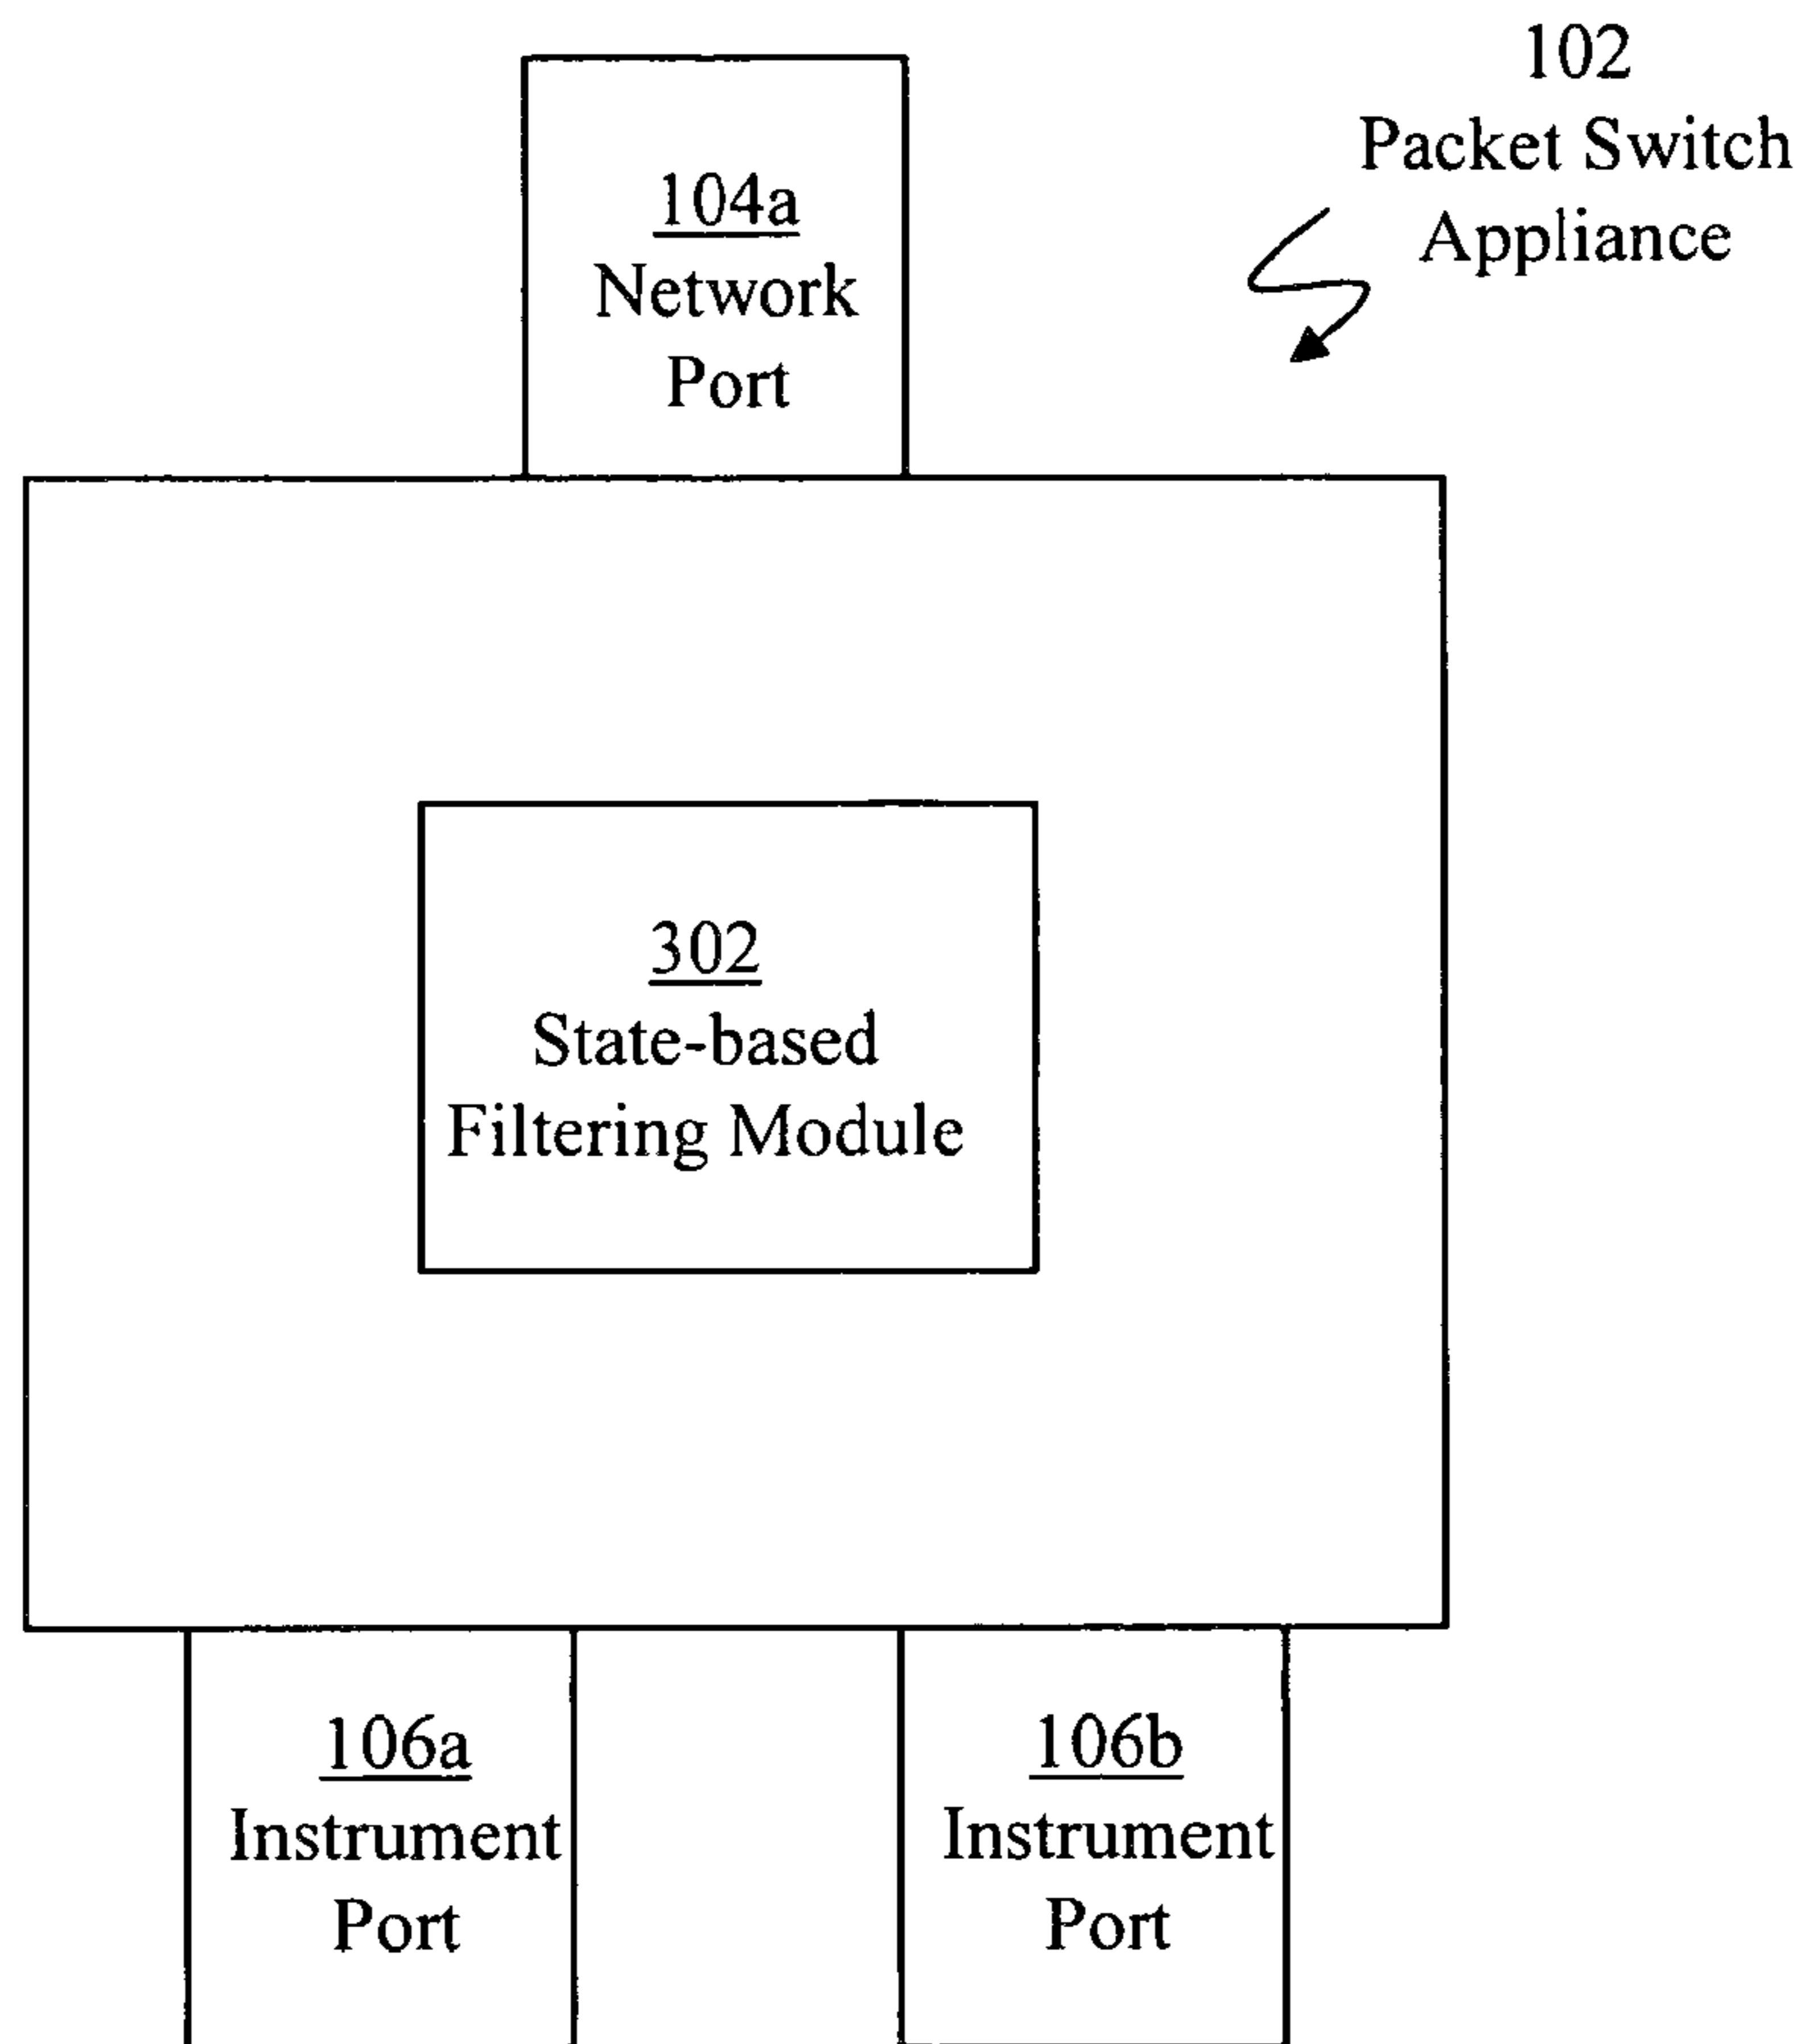 102
Packet Switch
Appliance
104a
Network
Port
302
State-based
Filtering Module
106a
Instrument
Port
106b
Instrument
Port